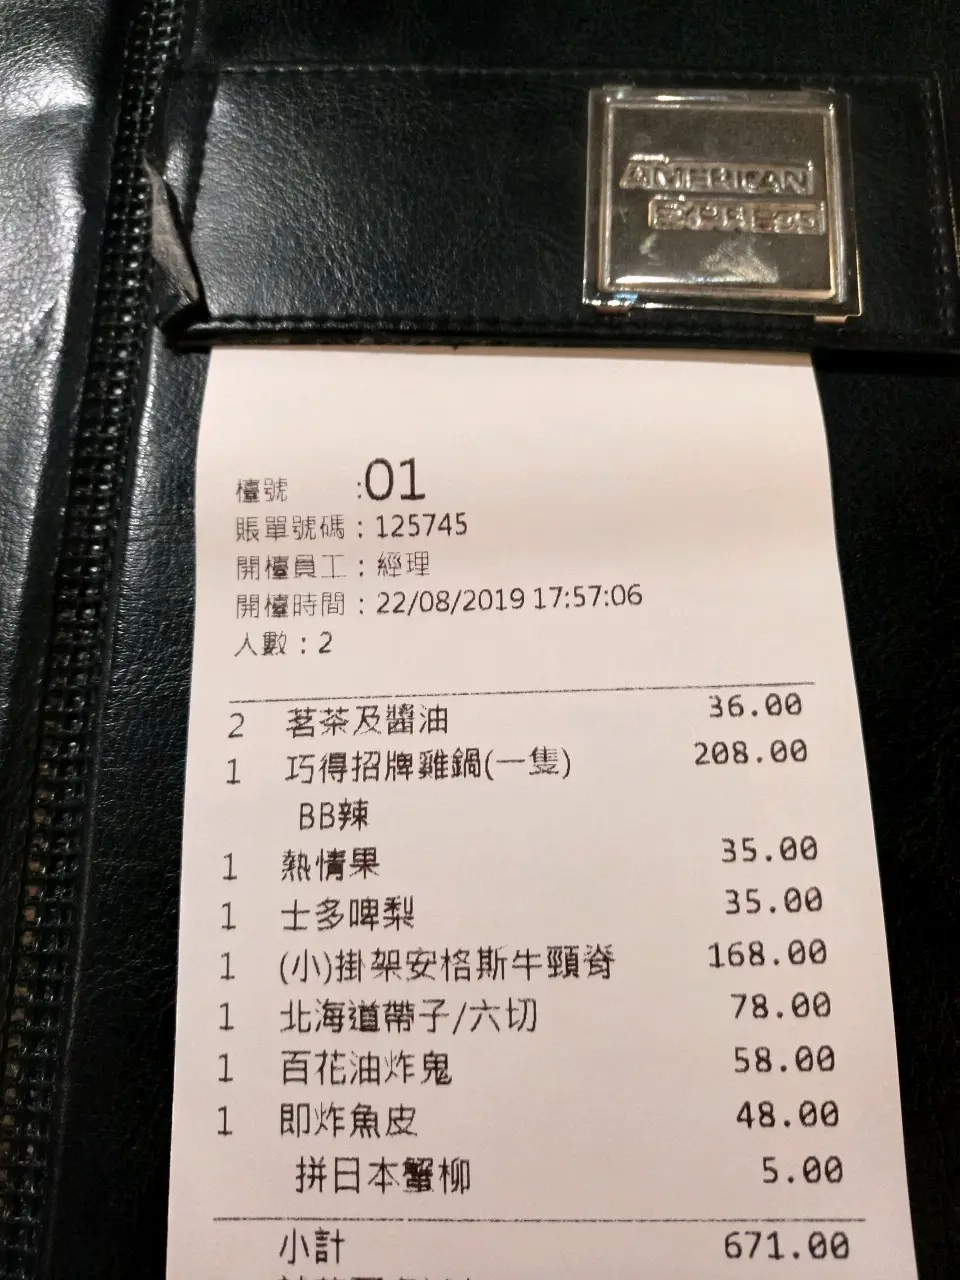 AMERICAN
EXPRESS
檯號 :01
賬單號碼 : 125745
開檯員工 : 經理
開檯時間 : 22/08/2019 17:57:06
人數 : 2
2 茗茶及醬油 36.00
1 巧得招牌雞鍋(一隻) 208.00
BB辣
1 熱情果 35.00
1 士多啤梨 35.00
1 (小)掛架安格斯牛頸脊 168.00
1 北海道帶子/六切 78.00
1 百花油炸鬼 58.00
1 即炸魚皮 48.00
拼日本蟹柳 5.00
小計 671.00